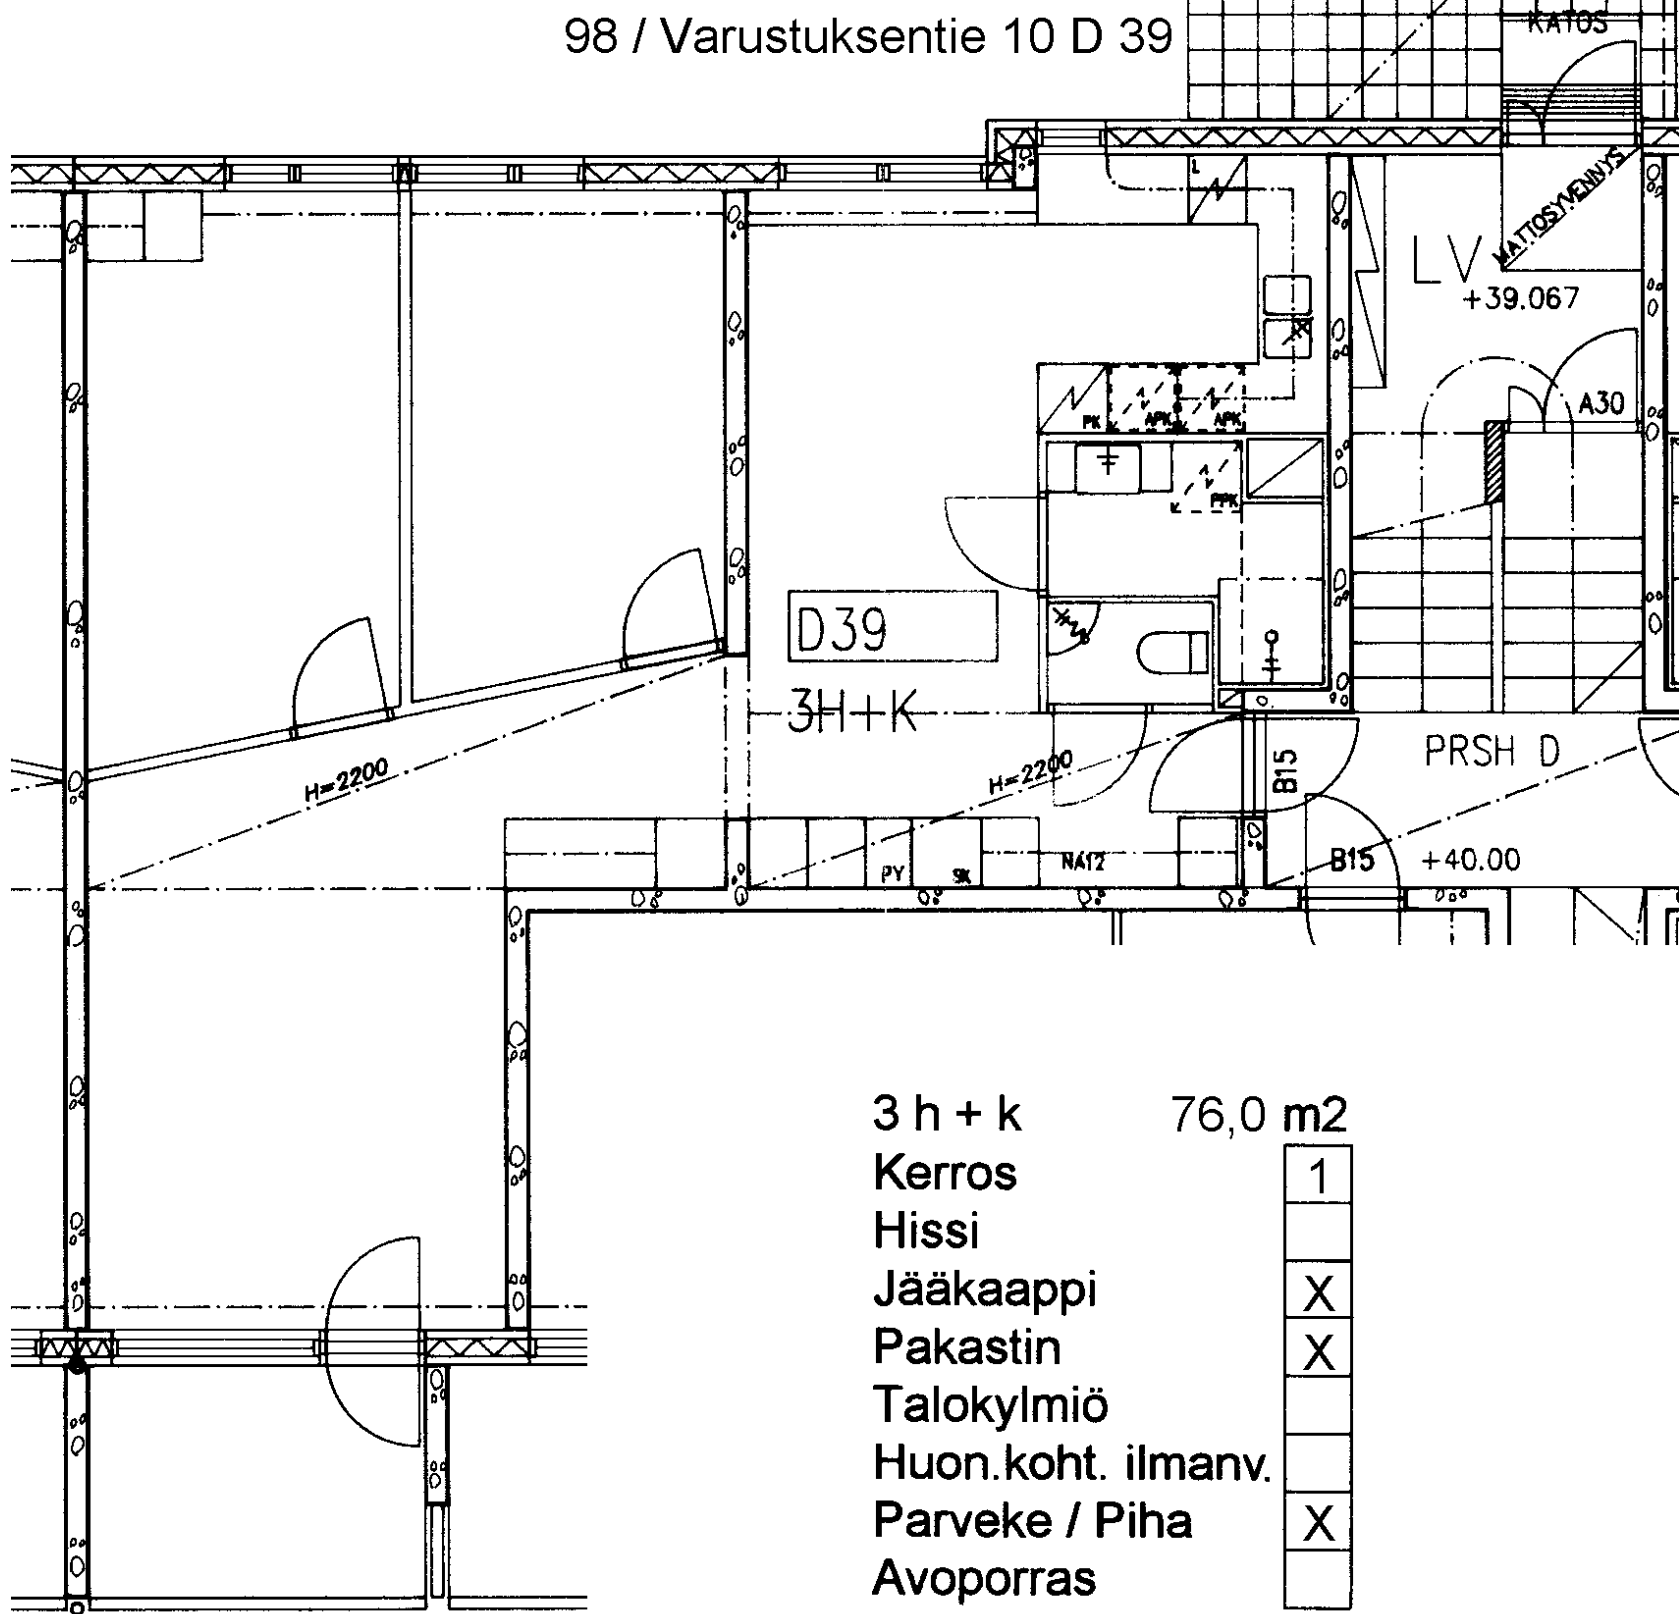 98 / Varustuksentie 10 D 39
KATOS
MATTOSYVENNYS
L
LV
+39.067
A30
PK
APK
APK
PPK
D39
3H+K
H=2200
H=2200
B15
PRSH D
PY
SK
NA12
B15
+40.00
3 h + k 76,0 m2
Kerros 1
Hissi
Jääkaappi X
Pakastin X
Talokylmiö
Huon.koht. ilmanv.
Parveke / Piha X
Avoporras